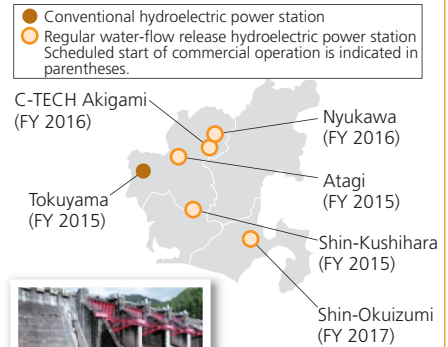 Conventional hydroelectric power station
Regular water-flow release hydroelectric power station
Scheduled start of commercial operation is indicated in
parentheses.
C-TECH Akigami
(FY 2016)
Nyukawa
(FY 2016)
Atagi
(FY 2015)
Tokuyama
(FY 2015)
Shin-Kushihara
(FY 2015)
Shin-Okuizumi
(FY 2017)